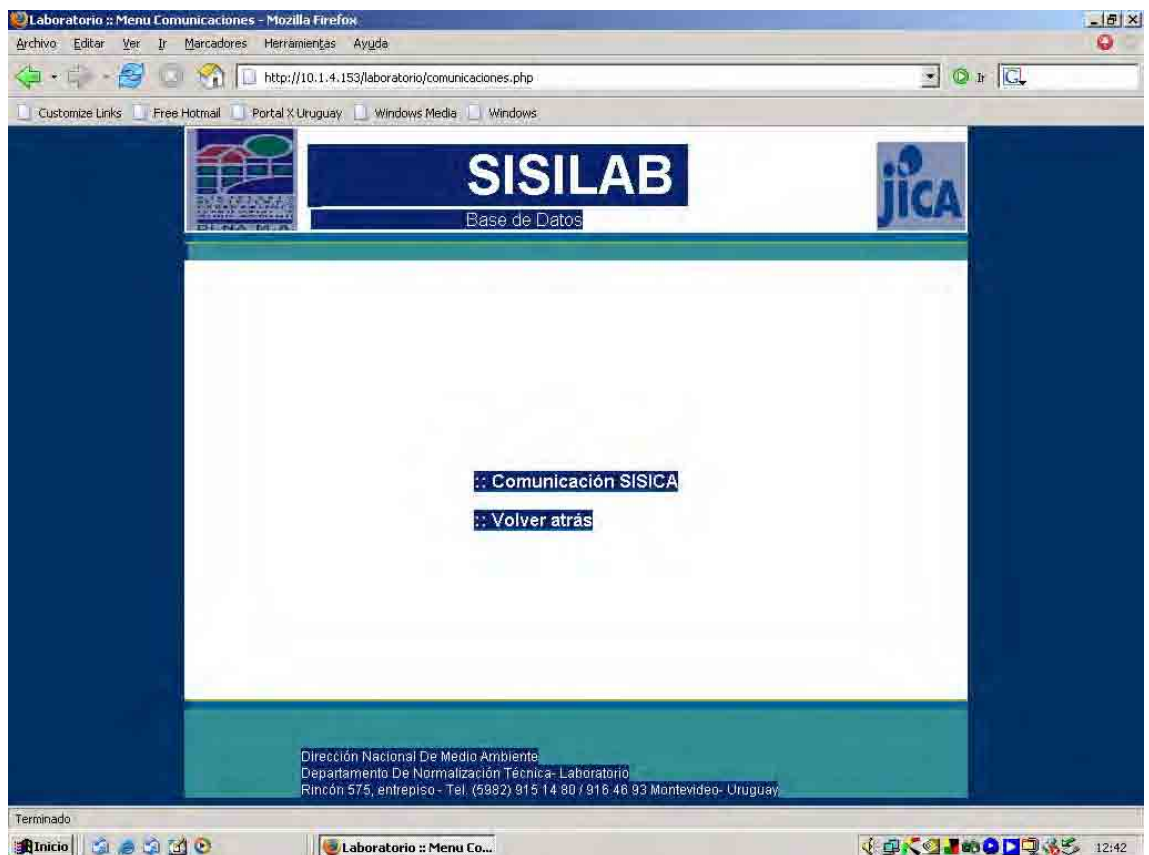 Laboratorio :: Menu Comunicaciones - Mozilla Firefox
Archivo Editar Ver Ir Marcadores Herramientas Ayuda
http://10.1.4.153/laboratorio/comunicaciones.php Ir
Customize Links Free Hotmail Portal X Uruguay Windows Media Windows
SISILAB
Base de Datos
DI.NA.M.A.
jica
:: Comunicación SISICA
:: Volver atrás
Dirección Nacional De Medio Ambiente
Departamento De Normalización Técnica- Laboratorio
Rincón 575, entrepiso - Tel. (5982) 915 14 80 / 916 46 93 Montevideo- Uruguay
Terminado
Inicio Laboratorio :: Menu Co... 12:42